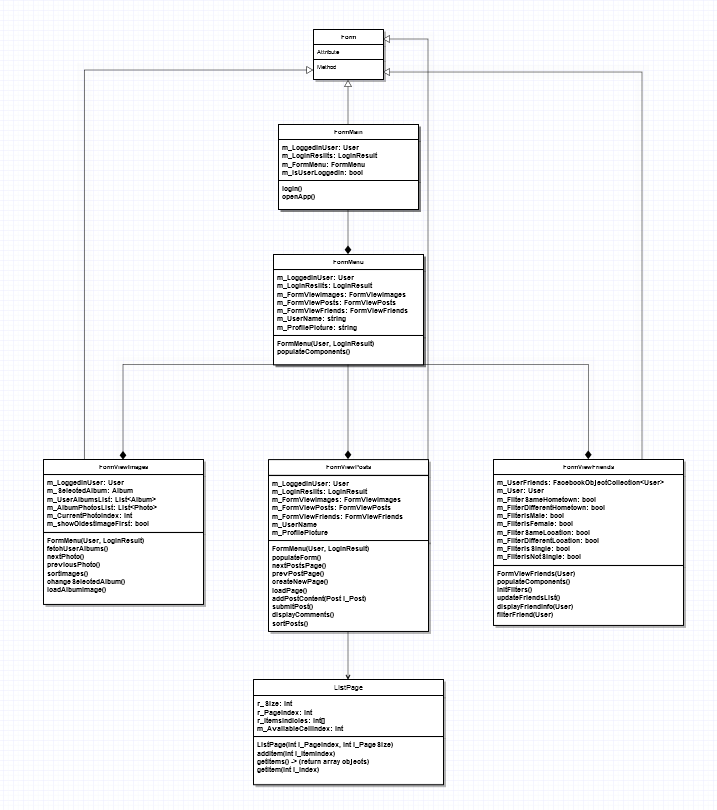 Form
Attribute
Method
FormMain
m_LoggedInUser: User
m_LoginReslits: LoginResult
m_FormMenu: FormMenu
m_IsUserLoggedIn: bool
login()
openApp()
FormMenu
m_LoggedInUser: User
m_LoginReslits: LoginResult
m_FormViewImages: FormViewImages
m_FormViewPosts: FormViewPosts
m_FormViewFriends: FormViewFriends
m_UserName: string
m_ProfilePicture: string
FormMenu(User, LoginResult)
populateComponents()
FormViewImages
m_LoggedInUser: User
m_SelectedAlbum: Album
m_UserAlbumsList: List<Album>
m_AlbumPhotosList: List<Photo>
m_CurrentPhotoIndex: int
m_showOldestImageFirst: bool
FormMenu(User, LoginResult)
fetchUserAlbums()
nextPhoto()
previousPhoto()
sortImages()
changeSelectedAlbum()
loadAlbumImage()
FormViewPosts
m_LoggedInUser: User
m_LoginReslits: LoginResult
m_FormViewImages: FormViewImages
m_FormViewPosts: FormViewPosts
m_FormViewFriends: FormViewFriends
m_UserName
m_ProfilePicture
FormMenu(User, LoginResult)
populateForm()
nextPostsPage()
prevPostPage()
createNewPage()
loadPage()
addPostContent(Post i_Post)
submitPost()
displayComments()
sortPosts()
FormViewFriends
m_UserFriends: FacebookObjectCollection<User>
m_User: User
m_FilterSameHometown: bool
m_FilterDifferentHometown: bool
m_FilterIsMale: bool
m_FilterIsFemale: bool
m_FilterSameLocation: bool
m_FilterDifferentLocation: bool
m_FilterIsSingle: bool
m_FilterIsNotSingle: bool
FormViewFriends(User)
populateComponents()
initFilters()
updateFriendsList()
displayFriendInfo(User)
filterFriend(User)
ListPage
r_Size: int
r_PageIndex: int
r_ItemsIndicies: int[]
m_AvailableCellIndex: int
ListPage(int i_PageIndex, int i_PageSize)
addItem(int i_ItemIndex)
getItems() -> (return array objects)
getItem(int i_Index)